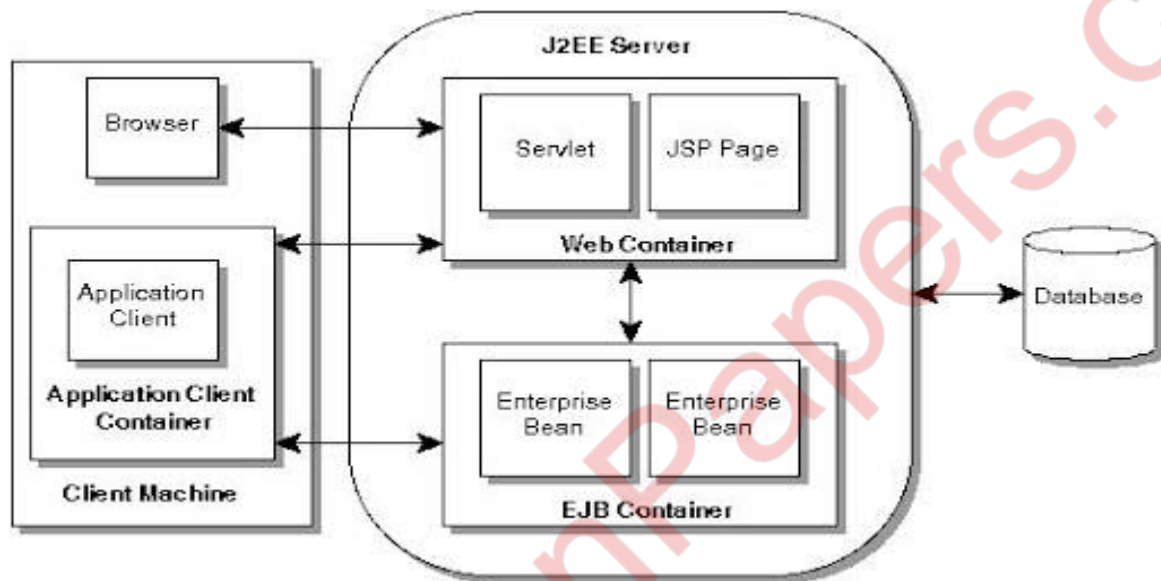 J2EE Server
Browser
Servlet
JSP Page
Web Container
Application
Client
Application Client
Container
Client Machine
Enterprise
Bean
Enterprise
Bean
EJB Container
Database
nPapers.c